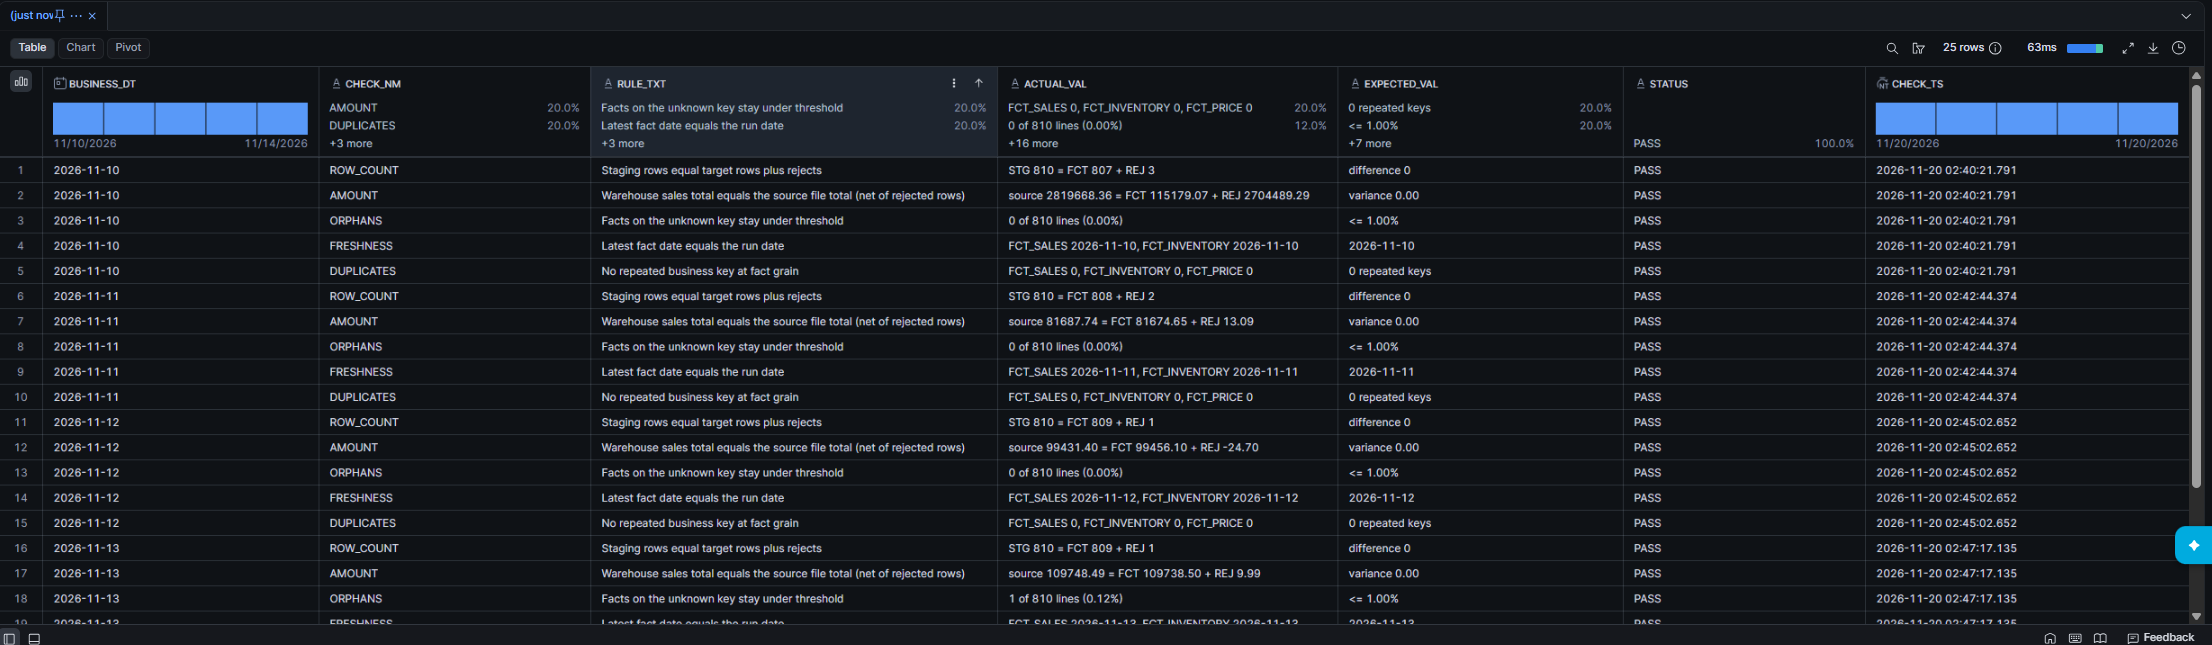 (just now
Table Chart Pivot 25 rows 63ms
BUSINESS_DT CHECK_NM RULE_TXT ACTUAL_VAL EXPECTED_VAL STATUS CHECK_TS
AMOUNT 20.0% Facts on the unknown key stay under threshold 20.0% FCT_SALES 0, FCT_INVENTORY 0, FCT_PRICE 0 20.0% 0 repeated keys 20.0%
DUPLICATES 20.0% Latest fact date equals the run date 20.0% 0 of 810 lines (0.00%) 12.0% <= 1.00% 20.0%
11/10/2026 11/14/2026 +3 more +3 more +16 more +7 more PASS 100.0% 11/20/2026 11/20/2026
1 2026-11-10 ROW_COUNT Staging rows equal target rows plus rejects STG 810 = FCT 807 + REJ 3 difference 0 PASS 2026-11-20 02:40:21.791
2 2026-11-10 AMOUNT Warehouse sales total equals the source file total (net of rejected rows) source 2819668.36 = FCT 115179.07 + REJ 2704489.29 variance 0.00 PASS 2026-11-20 02:40:21.791
3 2026-11-10 ORPHANS Facts on the unknown key stay under threshold 0 of 810 lines (0.00%) <= 1.00% PASS 2026-11-20 02:40:21.791
4 2026-11-10 FRESHNESS Latest fact date equals the run date FCT_SALES 2026-11-10, FCT_INVENTORY 2026-11-10 2026-11-10 PASS 2026-11-20 02:40:21.791
5 2026-11-10 DUPLICATES No repeated business key at fact grain FCT_SALES 0, FCT_INVENTORY 0, FCT_PRICE 0 0 repeated keys PASS 2026-11-20 02:40:21.791
6 2026-11-11 ROW_COUNT Staging rows equal target rows plus rejects STG 810 = FCT 808 + REJ 2 difference 0 PASS 2026-11-20 02:42:44.374
7 2026-11-11 AMOUNT Warehouse sales total equals the source file total (net of rejected rows) source 81687.74 = FCT 81674.65 + REJ 13.09 variance 0.00 PASS 2026-11-20 02:42:44.374
8 2026-11-11 ORPHANS Facts on the unknown key stay under threshold 0 of 810 lines (0.00%) <= 1.00% PASS 2026-11-20 02:42:44.374
9 2026-11-11 FRESHNESS Latest fact date equals the run date FCT_SALES 2026-11-11, FCT_INVENTORY 2026-11-11 2026-11-11 PASS 2026-11-20 02:42:44.374
10 2026-11-11 DUPLICATES No repeated business key at fact grain FCT_SALES 0, FCT_INVENTORY 0, FCT_PRICE 0 0 repeated keys PASS 2026-11-20 02:42:44.374
11 2026-11-12 ROW_COUNT Staging rows equal target rows plus rejects STG 810 = FCT 809 + REJ 1 difference 0 PASS 2026-11-20 02:45:02.652
12 2026-11-12 AMOUNT Warehouse sales total equals the source file total (net of rejected rows) source 99431.40 = FCT 99456.10 + REJ -24.70 variance 0.00 PASS 2026-11-20 02:45:02.652
13 2026-11-12 ORPHANS Facts on the unknown key stay under threshold 0 of 810 lines (0.00%) <= 1.00% PASS 2026-11-20 02:45:02.652
14 2026-11-12 FRESHNESS Latest fact date equals the run date FCT_SALES 2026-11-12, FCT_INVENTORY 2026-11-12 2026-11-12 PASS 2026-11-20 02:45:02.652
15 2026-11-12 DUPLICATES No repeated business key at fact grain FCT_SALES 0, FCT_INVENTORY 0, FCT_PRICE 0 0 repeated keys PASS 2026-11-20 02:45:02.652
16 2026-11-13 ROW_COUNT Staging rows equal target rows plus rejects STG 810 = FCT 809 + REJ 1 difference 0 PASS 2026-11-20 02:47:17.135
17 2026-11-13 AMOUNT Warehouse sales total equals the source file total (net of rejected rows) source 109748.49 = FCT 109738.50 + REJ 9.99 variance 0.00 PASS 2026-11-20 02:47:17.135
18 2026-11-13 ORPHANS Facts on the unknown key stay under threshold 1 of 810 lines (0.12%) <= 1.00% PASS 2026-11-20 02:47:17.135
19 2026-11-13 FRESHNESS Latest fact date equals the run date FCT_SALES 2026-11-13, FCT_INVENTORY 2026-11-13 2026-11-13 PASS 2026-11-20 02:47:17.135
Feedback